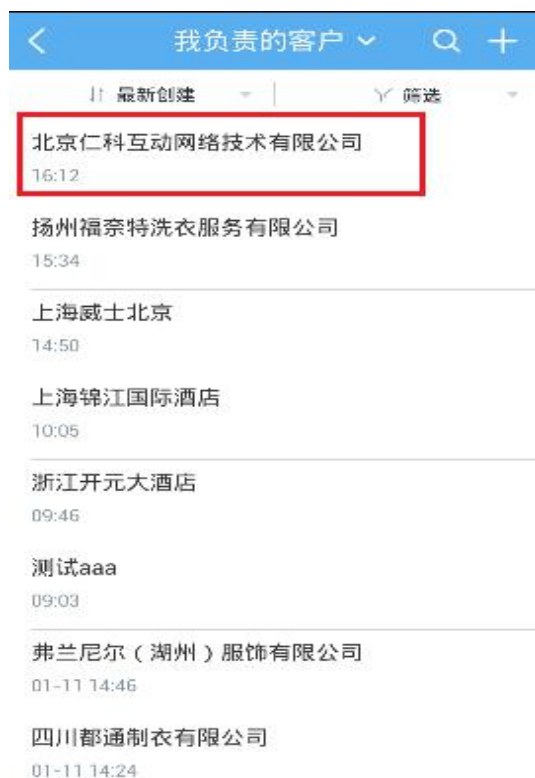 我负责的客户
最新创建 筛选
北京仁科互动网络技术有限公司
16:12
扬州福奈特洗衣服务有限公司
15:34
上海威士北京
14:50
上海锦江国际酒店
10:05
浙江开元大酒店
09:46
测试aaa
09:03
弗兰尼尔（湖州）服饰有限公司
01-11 14:46
四川都通制衣有限公司
01-11 14:24